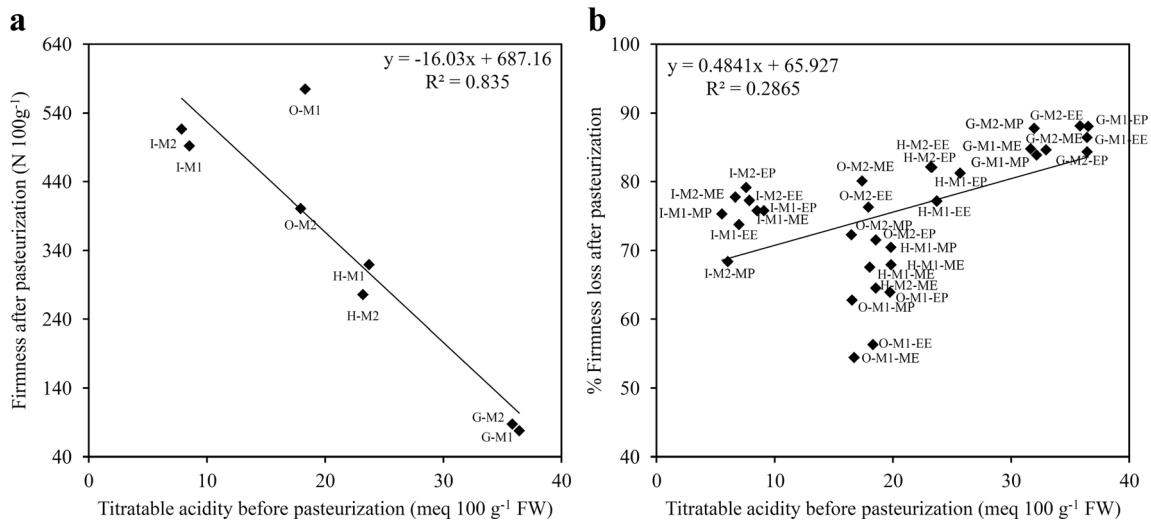 a
640
540
440
340
240
140
40
0
10
20
30
40
Firmness after pasteurization (N 100g⁻¹)
Titratable acidity before pasteurization (meq 100 g⁻¹ FW)
y = -16.03x + 687.16
R² = 0.835
O-M1
I-M2
I-M1
O-M2
H-M1
H-M2
G-M2
G-M1
b
100
90
80
70
60
50
40
0
10
20
30
40
% Firmness loss after pasteurization
Titratable acidity before pasteurization (meq 100 g⁻¹ FW)
y = 0.4841x + 65.927
R² = 0.2865
G-M2-EE
G-M1-EP
G-M2-MP
G-M2-ME
G-M1-EE
G-M1-ME
G-M1-MP
G-M2-EP
H-M2-EE
H-M2-EP
O-M2-ME
H-M1-EP
I-M2-EP
I-M2-ME
I-M2-EE
O-M2-EE
H-M1-EE
I-M1-MP
I-M1-EP
I-M1-ME
I-M1-EE
O-M2-MP
O-M2-EP
H-M1-MP
I-M2-MP
H-M1-ME
H-M1-ME
H-M2-ME
O-M1-EP
O-M1-MP
O-M1-EE
O-M1-ME